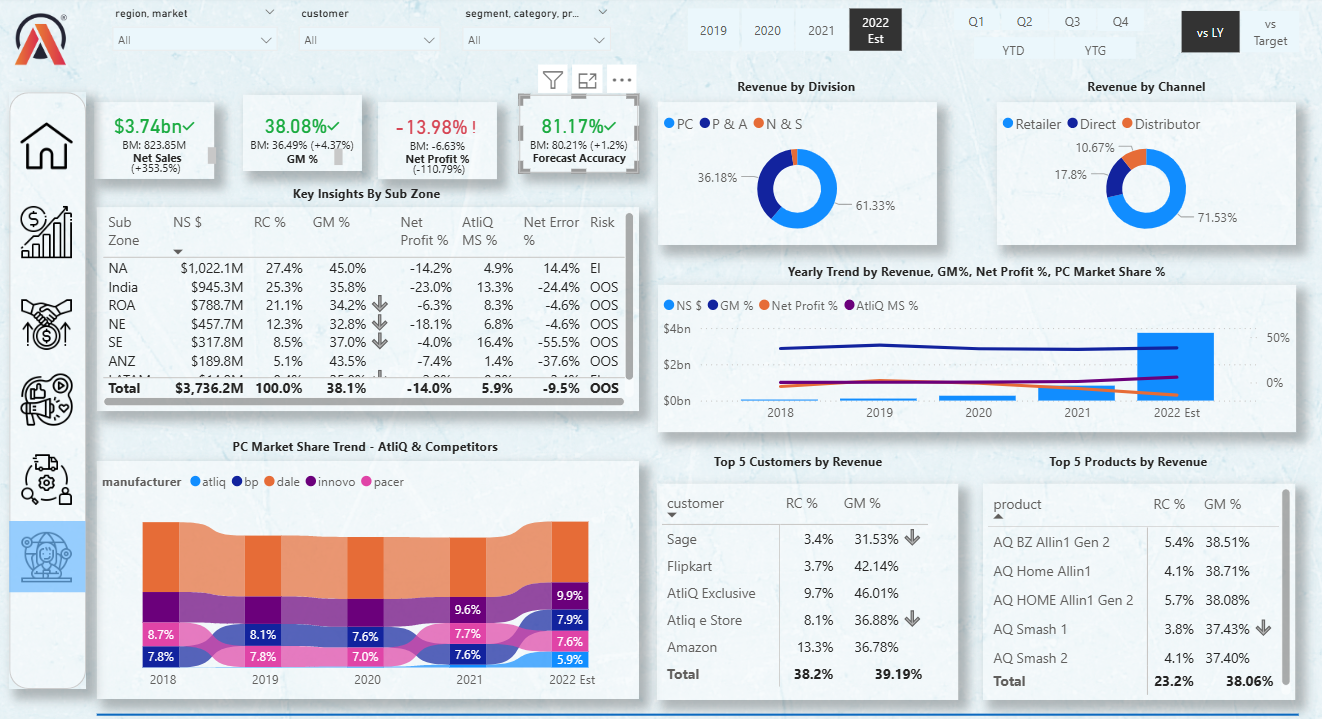 region, market
customer
segment, category, pr...
All
All
All
2019
2020
2021
2022 Est
Q1
Q2
Q3
Q4
YTD
YTG
vs LY
vs Target
$3.74bn
BM: 823.85M
Net Sales
(+353.5%)
38.08%
BM: 36.49% (+4.37%)
GM %
-13.98% !
BM: -6.63%
Net Profit %
(-110.79%)
81.17%
BM: 80.21% (+1.2%)
Forecast Accuracy
Revenue by Division
PC P & A N & S
36.18%
61.33%
Revenue by Channel
Retailer Direct Distributor
10.67%
17.8%
71.53%
Key Insights By Sub Zone
Sub Zone NS $ RC % GM % Net Profit % AtliQ MS % Net Error % Risk
NA $1,022.1M 27.4% 45.0% -14.2% 4.9% 14.4% EI
India $945.3M 25.3% 35.8% -23.0% 13.3% -24.4% OOS
ROA $788.7M 21.1% 34.2% -6.3% 8.3% -4.6% OOS
NE $457.7M 12.3% 32.8% -18.1% 6.8% -4.6% OOS
SE $317.8M 8.5% 37.0% -4.0% 16.4% -55.5% OOS
ANZ $189.8M 5.1% 43.5% -7.4% 1.4% -37.6% OOS
Total $3,736.2M 100.0% 38.1% -14.0% 5.9% -9.5% OOS
Yearly Trend by Revenue, GM%, Net Profit %, PC Market Share %
NS $ GM % Net Profit % AtliQ MS %
$4bn
$2bn
$0bn
50%
0%
2018 2019 2020 2021 2022 Est
PC Market Share Trend - AtliQ & Competitors
manufacturer atliq bp dale innovo pacer
9.6% 9.9%
8.7% 8.1% 7.6% 7.7% 7.9%
7.8% 7.8% 7.0% 7.6% 7.6%
5.9%
2018 2019 2020 2021 2022 Est
Top 5 Customers by Revenue
customer RC % GM %
Sage 3.4% 31.53%
Flipkart 3.7% 42.14%
AtliQ Exclusive 9.7% 46.01%
Atliq e Store 8.1% 36.88%
Amazon 13.3% 36.78%
Total 38.2% 39.19%
Top 5 Products by Revenue
product RC % GM %
AQ BZ Allin1 Gen 2 5.4% 38.51%
AQ Home Allin1 4.1% 38.71%
AQ HOME Allin1 Gen 2 5.7% 38.08%
AQ Smash 1 3.8% 37.43%
AQ Smash 2 4.1% 37.40%
Total 23.2% 38.06%